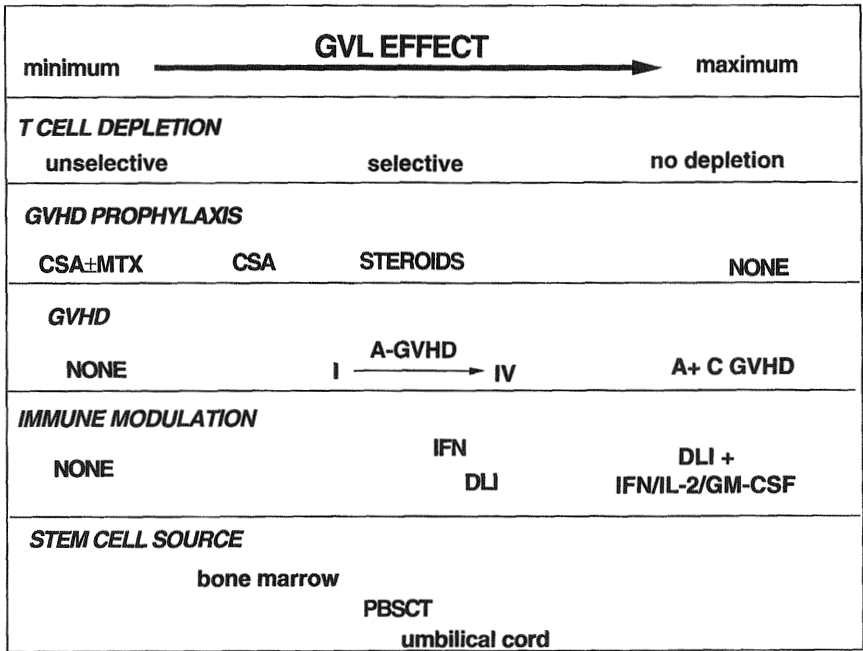 GVL EFFECT
minimum maximum
T CELL DEPLETION
unselective selective no depletion
GVHD PROPHYLAXIS
CSA±MTX CSA STEROIDS NONE
GVHD
A-GVHD
NONE I IV A+ C GVHD
IMMUNE MODULATION
IFN
NONE DLI DLI +
IFN/IL-2/GM-CSF
STEM CELL SOURCE
bone marrow
PBSCT
umbilical cord